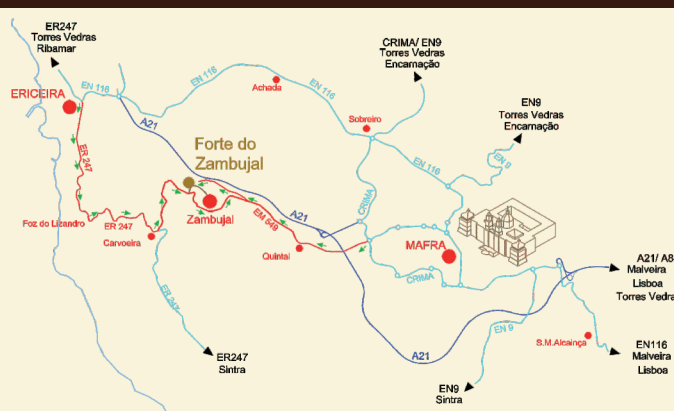 ER247
Torres Vedras
Ribamar
CRIMA/ EN9
Torres Vedras
Encarnação
EN9
Torres Vedras
Encarnação
ERICEIRA
EN 116
EN 116
Achada
EN 116
Sobreiro
A21
Forte do
Zambujal
ER 247
EN 116
EN 9
CRIMA
Zambujal
EM 549
A21
Foz do Lizandro
ER 247
Carvoeira
Quintal
MAFRA
CRIMA
A21/ A8
Malveira
Lisboa
Torres Vedra
ER 247
EN 9
S.M.Alcainça
A21
ER247
Sintra
EN116
Malveira
Lisboa
EN9
Sintra